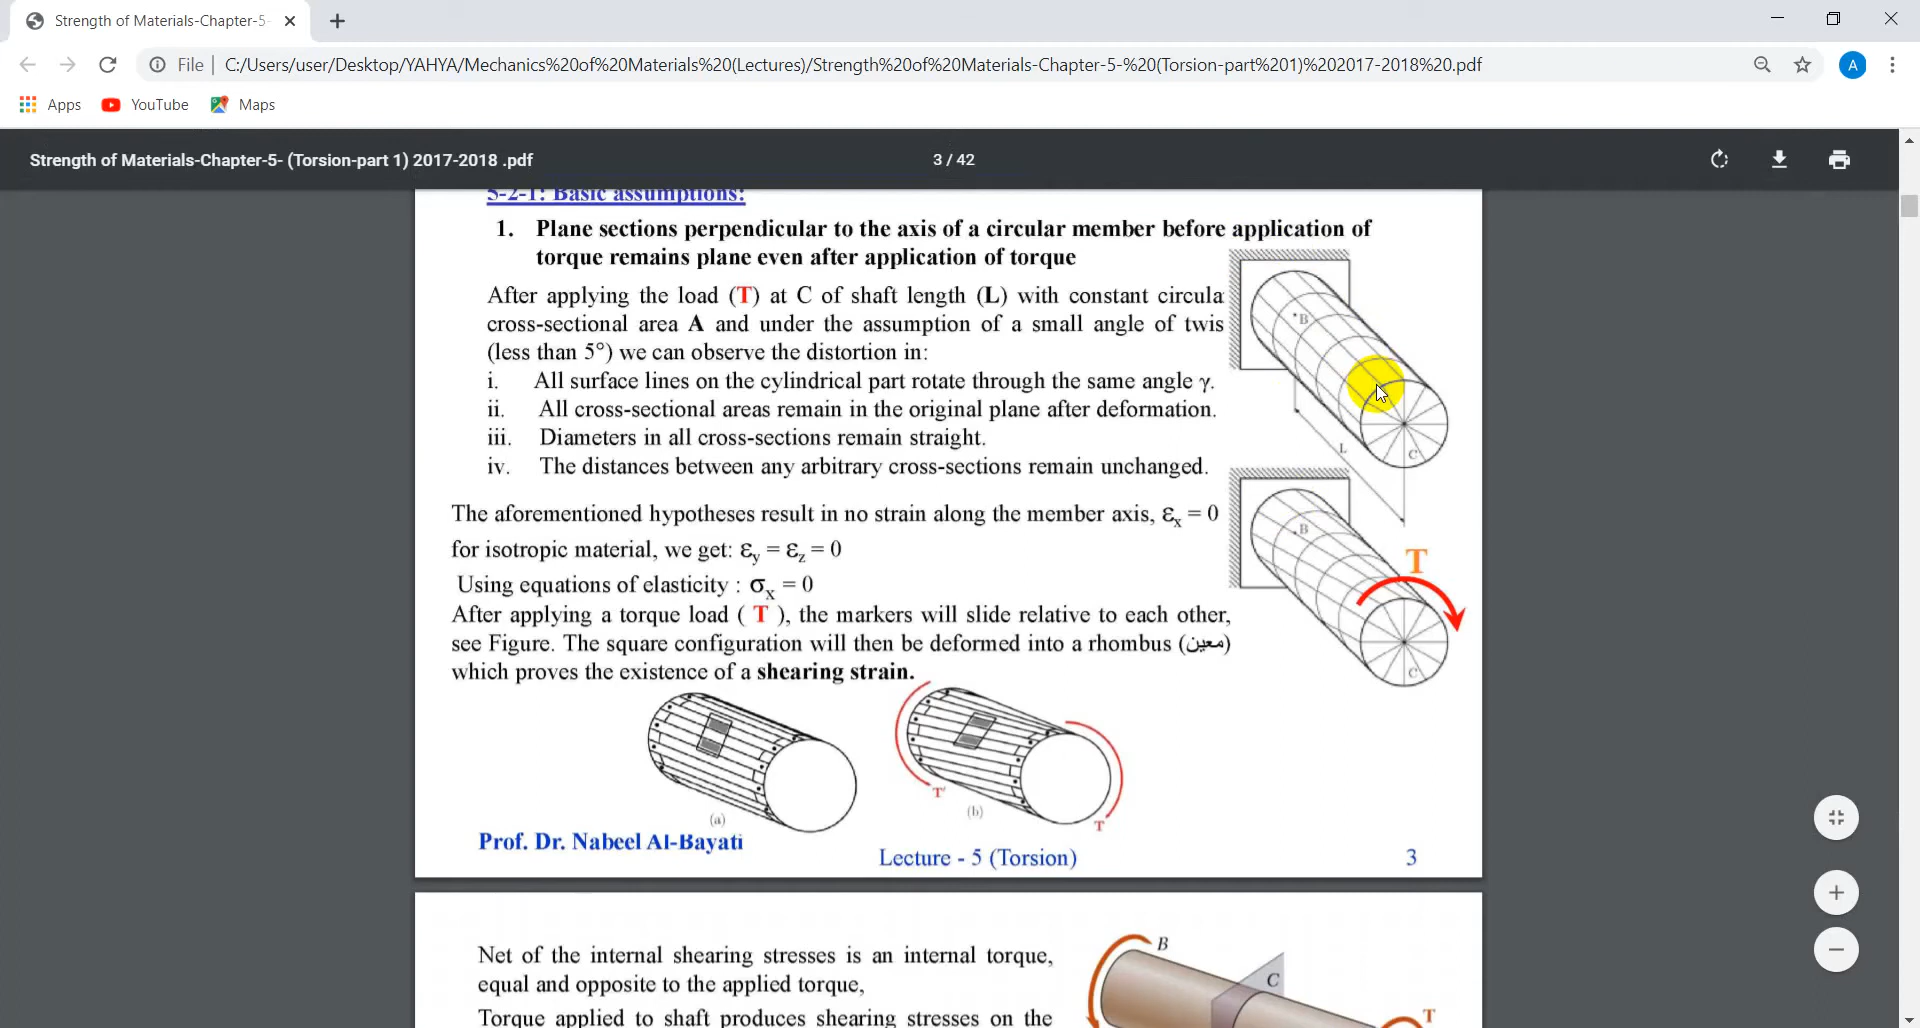 Strength of Materials-Chapter-5-
File
C:/Users/user/Desktop/YAHYA/Mechanics%20of%20Materials%20(Lectures)/Strength%20of%20Materials-Chapter-5-%20(Torsion-part%201)%202017-2018%20.pdf
A
Apps
YouTube
Maps
Strength of Materials-Chapter-5- (Torsion-part 1) 2017-2018 .pdf
3 / 42
5-2-1: Basic assumptions:
1. Plane sections perpendicular to the axis of a circular member before application of
torque remains plane even after application of torque
After applying the load (T) at C of shaft length (L) with constant circula
cross-sectional area A and under the assumption of a small angle of twis
(less than 5°) we can observe the distortion in:
i. All surface lines on the cylindrical part rotate through the same angle γ.
ii. All cross-sectional areas remain in the original plane after deformation.
iii. Diameters in all cross-sections remain straight.
iv. The distances between any arbitrary cross-sections remain unchanged.
B
L
C
The aforementioned hypotheses result in no strain along the member axis, εx = 0
for isotropic material, we get: εy = εz = 0
Using equations of elasticity : σx = 0
After applying a torque load ( T ), the markers will slide relative to each other,
see Figure. The square configuration will then be deformed into a rhombus (معين)
which proves the existence of a shearing strain.
B
T
C
(a)
T'
(b)
T
Prof. Dr. Nabeel Al-Bayati
Lecture - 5 (Torsion)
3
Net of the internal shearing stresses is an internal torque,
equal and opposite to the applied torque,
Torque applied to shaft produces shearing stresses on the
B
C
T